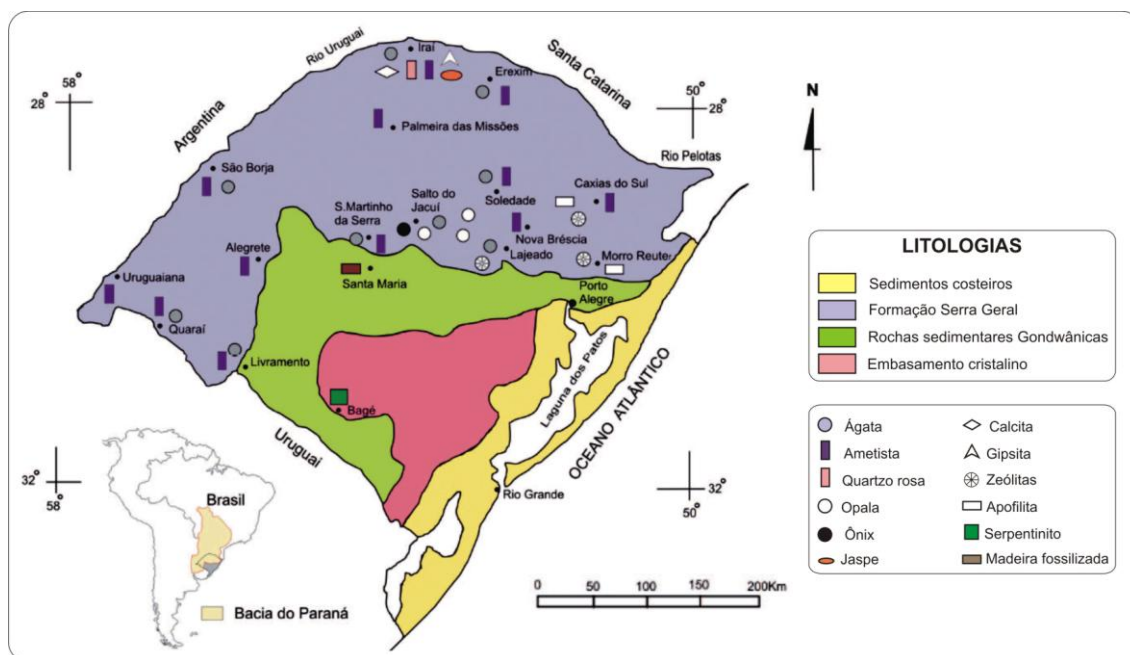 Rio Uruguai
Iraí
Santa Catarina
Erexim
58°
28°
50°
28
N
Argentina
Palmeira das Missões
Rio Pelotas
São Borja
Caxias do Sul
Soledade
Salto do
Jacuí
S.Martinho
da Serra
Nova Bréscia
Lajeado
Morro Reuter
Alegrete
Uruguaiana
Santa Maria
Porto
Alegre
Quaraí
Livramento
Bagé
Laguna dos Patos
OCEANO ATLÂNTICO
Uruguai
Rio Grande
32°
58
32°
50
Brasil
Bacia do Paraná
0 50 100 150 200Km
LITOLOGIAS
Sedimentos costeiros
Formação Serra Geral
Rochas sedimentares Gondwânicas
Embasamento cristalino
Ágata
Ametista
Quartzo rosa
Opala
Ônix
Jaspe
Calcita
Gipsita
Zeólitas
Apofilita
Serpentinito
Madeira fossilizada